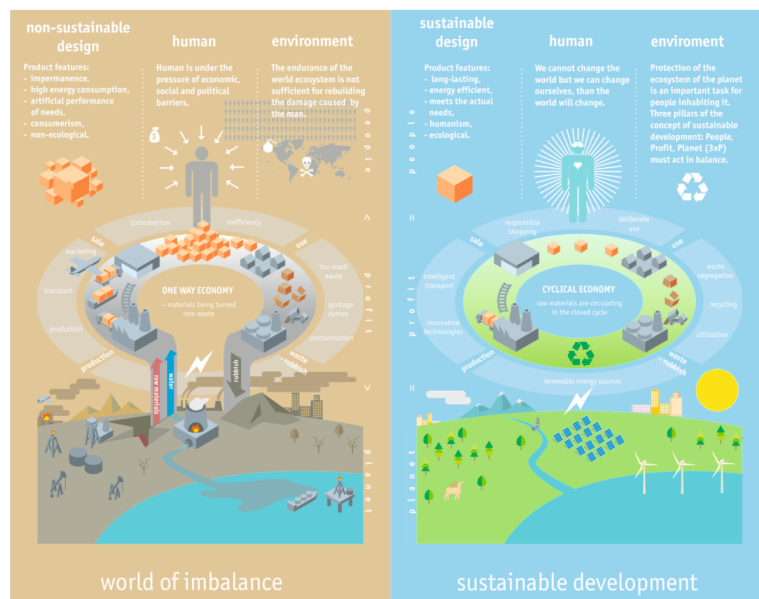 non-sustainable
design
Product features:
- impermanence,
- high energy consumption,
- artificial performance
of needs,
- consumerism,
- non-ecological.
human
Human is under the
pressure of economic,
social and political
barriers.
environment
The endurance of the
world ecosystem is not
sufficient for rebuilding
the damage caused by
the man.
$
people
<
profit
<
planet
consumerism
inefficiency
sale
use
marketing
transport
production
production
too much
waste
garbage
dumps
contamination
waste
- rubbish
ONE WAY ECONOMY
- materials being turned
into waste
raw materials
water
rubbish
world of imbalance
sustainable
design
Product features:
- long-lasting,
- energy efficient,
- meets the actual
needs,
- humanism,
- ecological.
human
We cannot change the
world but we can change
ourselves, than the
world will change.
enviroment
Protection of the
ecosystem of the planet
is an important task for
people inhabiting it.
Three pillars of the
concept of sustainable
development: People,
Profit, Planet (3xP)
must act in balance.
people
=
profit
=
planet
responsible
shopping
deliberate
use
sale
use
intelligent
transport
innovative
technologies
production
waste
segregation
recycling
utilization
waste
- rubbish
CYCLICAL ECONOMY
raw materials are circulating
in the closed cycle
renewable energy sources
sustainable development